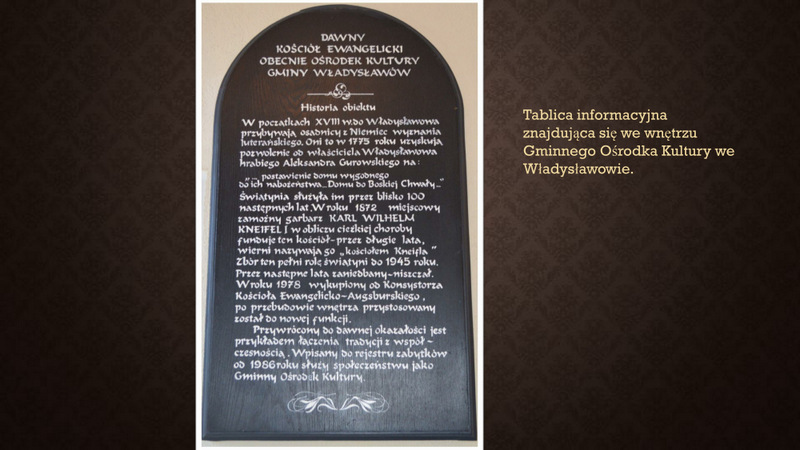 DAWNY
KOŚCIÓŁ EWANGELICKI
OBECNIE OŚRODEK KULTURY
GMINY WŁADYSŁAWÓW
Historia obiektu
W początkach XVIII w.do Władysławowa
przybywają osadnicy z Niemiec wyznania
luterańskiego. Oni to w 1775 roku uzyskują
pozwolenie od właściciela Władysławowa
hrabiego Aleksandra Gurowskiego na:
„... postawienie domu wygodnego
do ich nabożeństwa...Domu do Boskiej Chwały..."
Świątynia służyła im przez blisko 100
następnych lat. W roku 1872 miejscowy
zamożny garbarz KARL WILHELM
KNEIFEL I w obliczu ciężkiej choroby
funduje ten kościół-przez długie lata,
wierni nazywają go „kościołem Kneifla"
Zbór ten pełni rolę świątyni do 1945 roku.
Przez następne lata zaniedbany-niszczał.
W roku 1978 wykupiony od Konsystorza
Kościoła Ewangelicko-Augsburskiego,
po przebudowie wnętrza przystosowany
został do nowej funkcji.
Przywrócony do dawnej okazałości jest
przykładem łączenia tradycji z współ-
czesnością. Wpisany do rejestru zabytków
od 1986 roku służy społeczeństwu jako
Gminny Ośrodek Kultury.
Tablica informacyjna
znajdująca się we wnętrzu
Gminnego Ośrodka Kultury we
Władysławowie.